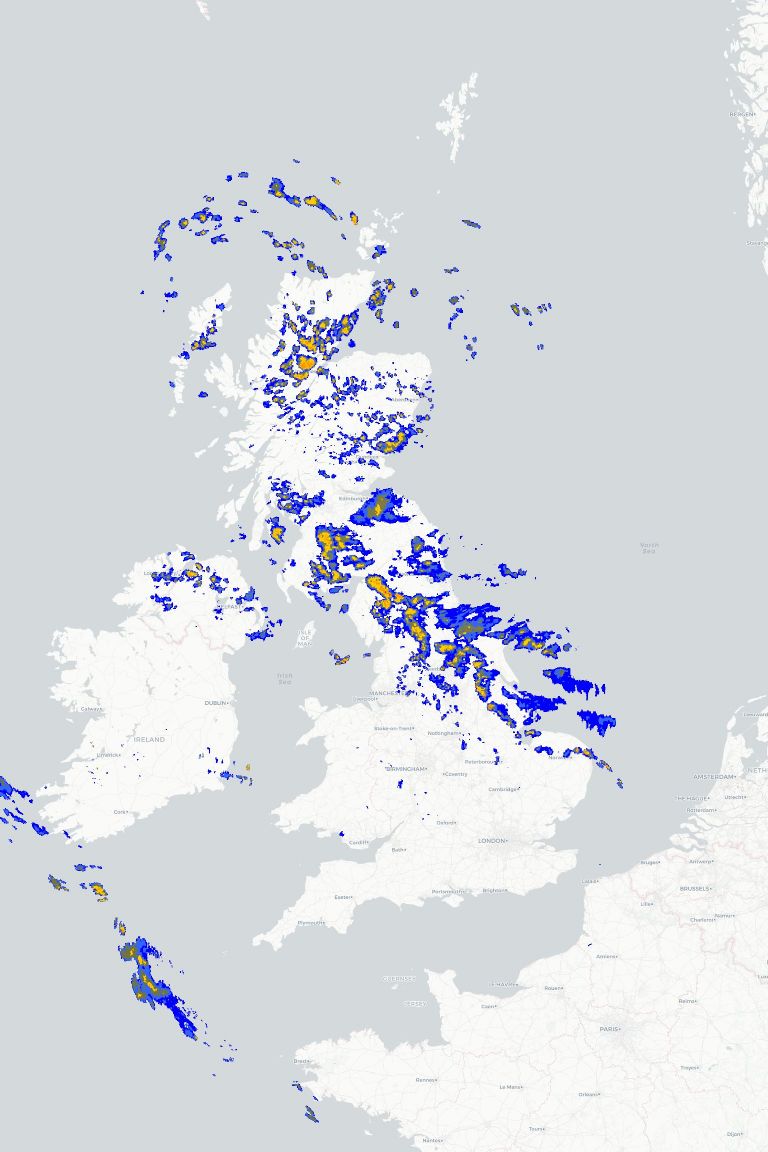 BERGEN
Stavanger
Aberdeen
Edinburgh
North
Sea
BELFAST
ISLE
OF
MAN
Irish
Sea
MANCHESTER
Liverpool
Galway
DUBLIN
Stoke-on-Trent
Nottingham
IRELAND
Limerick
Norwich
Peterborough
BIRMINGHAM
Coventry
AMSTERDAM
NETH
Cambridge
THE HAGUE
Utrecht
Rotterdam
Cork
Oxford
LONDON
Cardiff
Bath
Bruges
Antwerp
Calais
BRUSSELS
Exeter
Portsmouth
Brighton
Lille
Plymouth
Charleroi
Namur
Amiens
GUERNSEY
LE HAVRE
Rouen
JERSEY
Caen
Reims
PARIS
Brest
Troyes
Rennes
Le Mans
Orléans
Tours
Nantes
Dijon